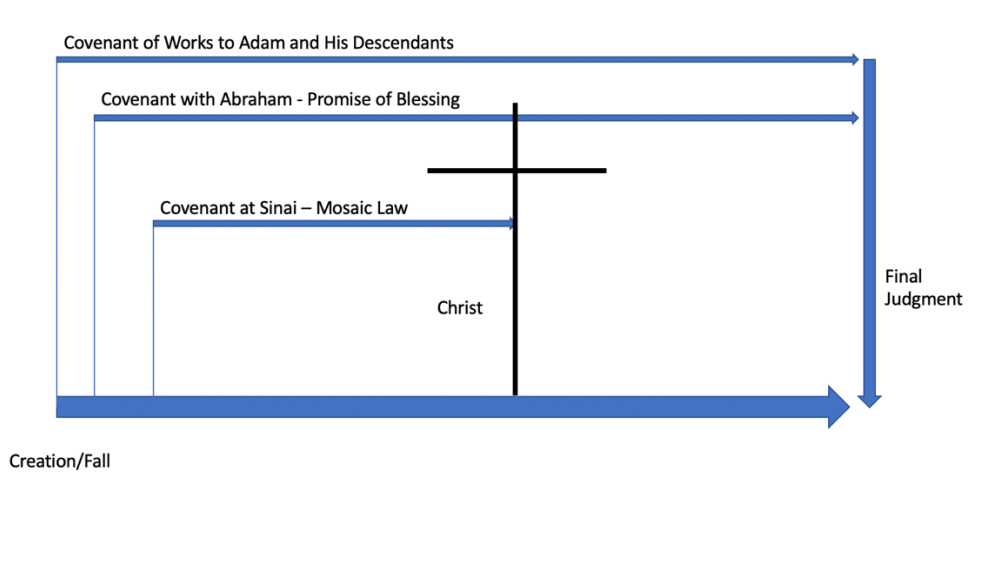 Covenant of Works to Adam and His Descendants
Covenant with Abraham - Promise of Blessing
Covenant at Sinai – Mosaic Law
Christ
Final
Judgment
Creation/Fall